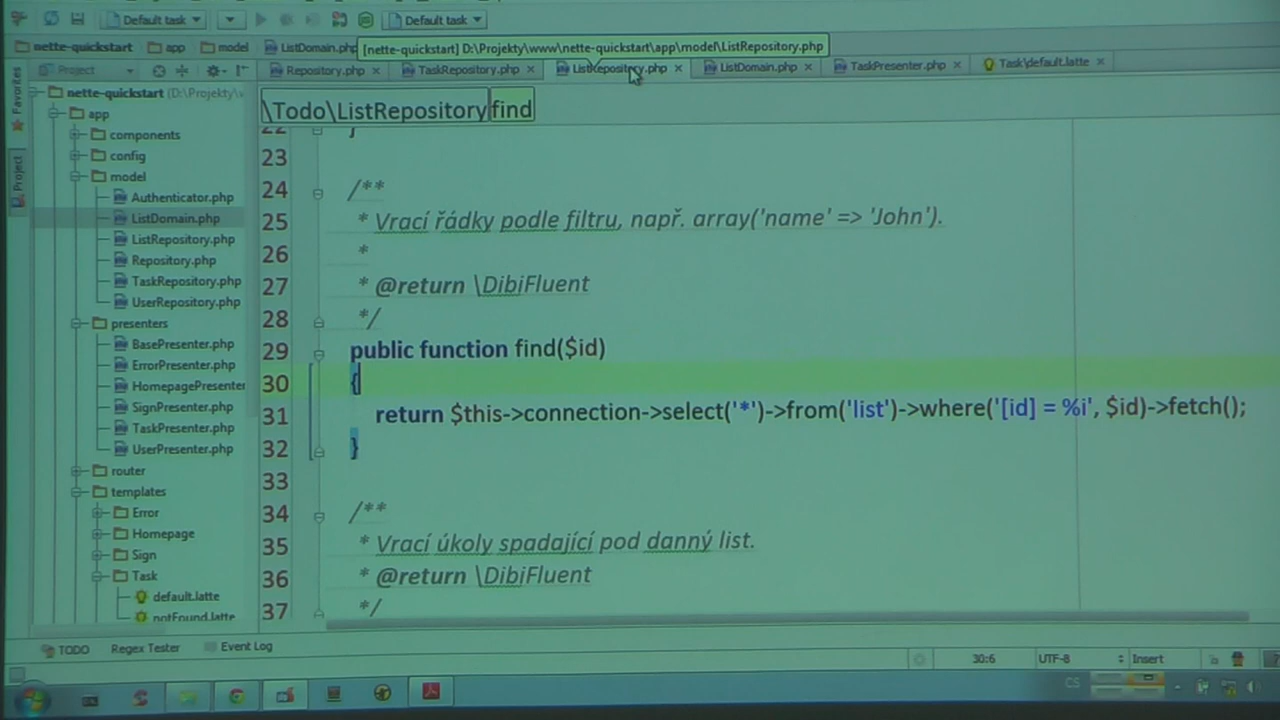 Default task
Default task
nette-quickstart
app
model
ListDomain.php
[nette-quickstart] D:\Projekty\www\nette-quickstart\app\model\ListRepository.php
Favorites
Project
Project
Repository.php
TaskRepository.php
ListRepository.php
ListDomain.php
TaskPresenter.php
Task\default.latte
nette-quickstart (D:\Projekty\
app
components
config
model
Authenticator.php
ListDomain.php
ListRepository.php
Repository.php
TaskRepository.php
UserRepository.php
presenters
BasePresenter.php
ErrorPresenter.php
HomepagePresenter
SignPresenter.php
TaskPresenter.php
UserPresenter.php
router
templates
Error
Homepage
Sign
Task
default.latte
notFound.latte
\Todo\ListRepository find
22 }
23
24 /**
25 * Vrací řádky podle filtru, např. array('name' => 'John').
26 *
27 * @return \DibiFluent
28 */
29 public function find($id)
30 {
31 return $this->connection->select('*')->from('list')->where('[id] = %i', $id)->fetch();
32 }
33
34 /**
35 * Vrací úkoly spadající pod danný list.
36 * @return \DibiFluent
37 */
TODO
Regex Tester
Event Log
30:6
UTF-8
Insert
CS